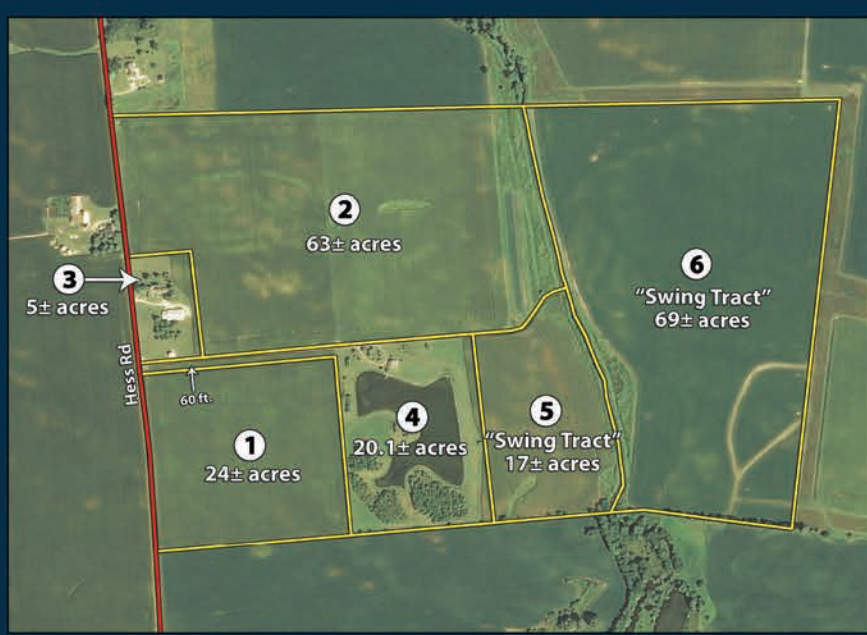 2
63± acres
3
5± acres
6
"Swing Tract"
69± acres
Hess Rd
60 ft.
1
24± acres
4
20.1± acres
5
"Swing Tract"
17± acres